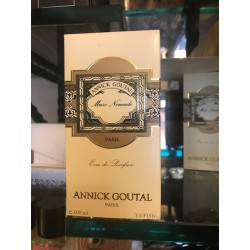 ANNICK GOUTAL
Musc Nomade
PARIS
Eau de Parfum
ANNICK GOUTAL
PARIS
e 100 ml 3.4 Fl.Oz